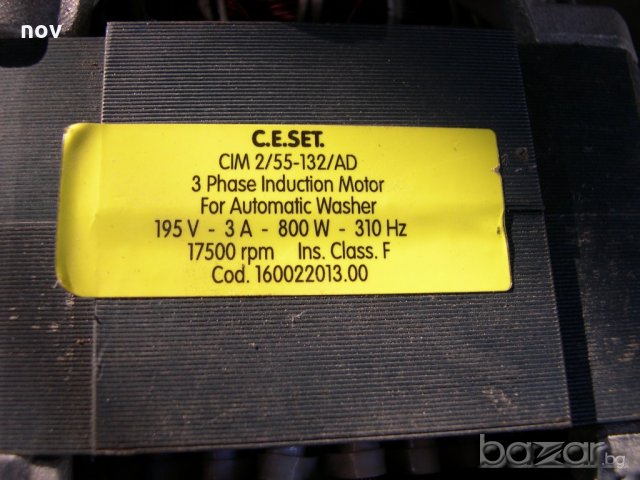 nov
C.E.SET.
CIM 2/55-132/AD
3 Phase Induction Motor
For Automatic Washer
195 V - 3 A - 800 W - 310 Hz
17500 rpm Ins. Class. F
Cod. 160022013.00
bazar.bg